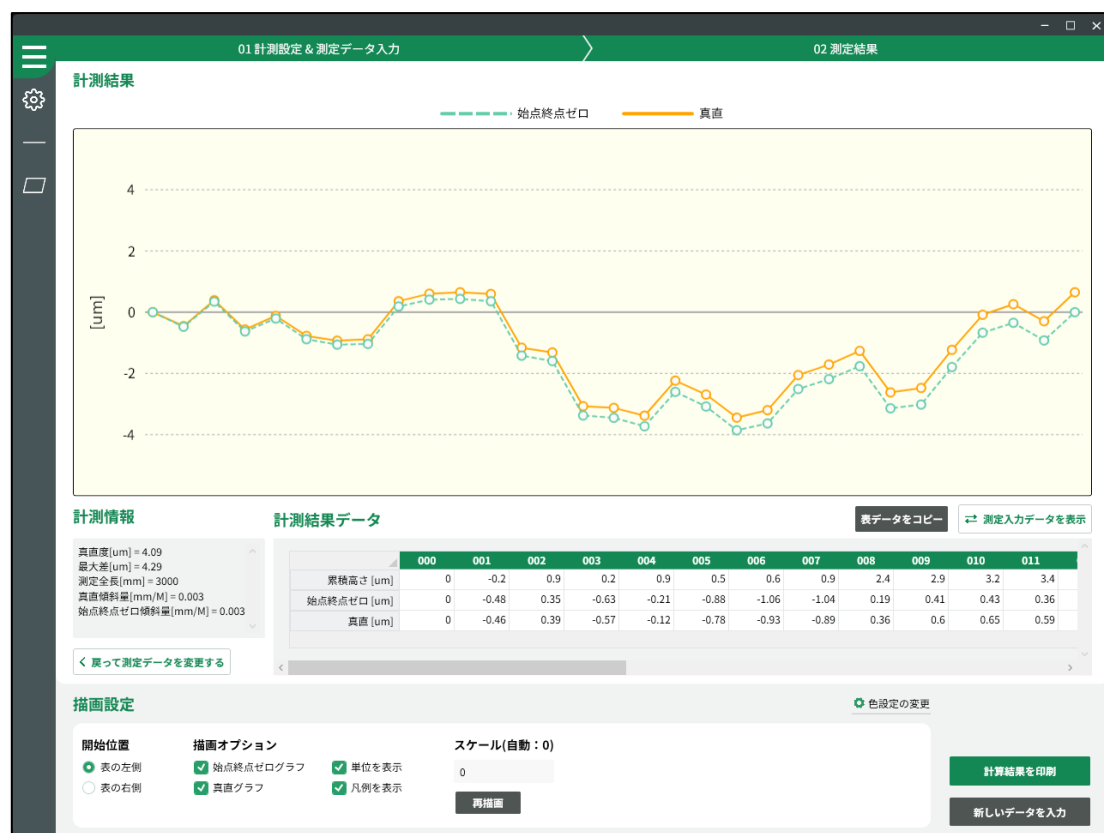 01 計測設定 & 測定データ入力
02 測定結果
計測結果
始点終点ゼロ
真直
4
2
0
-2
-4
[um]
計測情報
真直度[um] = 4.09
最大差[um] = 4.29
測定全長[mm] = 3000
真直傾斜量[mm/M] = 0.003
始点終点ゼロ傾斜量[mm/M] = 0.003
戻って測定データを変更する
計測結果データ
表データをコピー
測定入力データを表示
000 001 002 003 004 005 006 007 008 009 010 011
累積高さ [um] 0 -0.2 0.9 0.2 0.9 0.5 0.6 0.9 2.4 2.9 3.2 3.4
始点終点ゼロ [um] 0 -0.48 0.35 -0.63 -0.21 -0.88 -1.06 -1.04 0.19 0.41 0.43 0.36
真直 [um] 0 -0.46 0.39 -0.57 -0.12 -0.78 -0.93 -0.89 0.36 0.6 0.65 0.59
描画設定
色設定の変更
開始位置
表の左側
表の右側
描画オプション
始点終点ゼログラフ
単位を表示
真直グラフ
凡例を表示
スケール(自動：0)
0
再描画
計算結果を印刷
新しいデータを入力